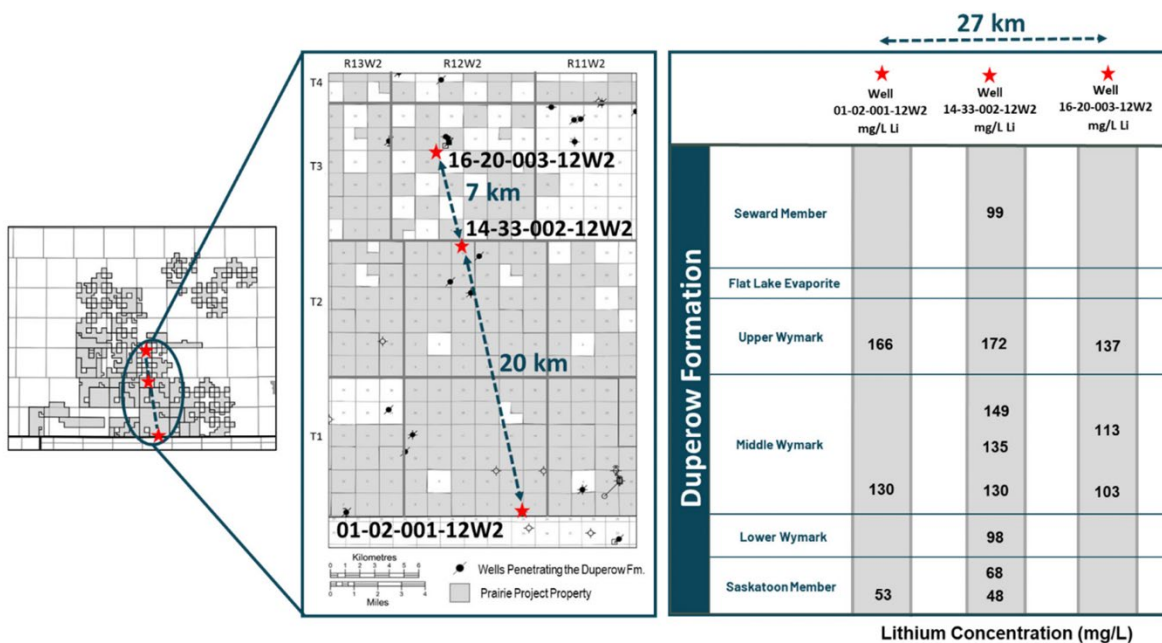 R13W2 R12W2 R11W2
T4
T3
16-20-003-12W2
7 km
14-33-002-12W2
T2
20 km
T1
01-02-001-12W2
Kilometres
Miles
Wells Penetrating the Duperow Fm.
Prairie Project Property
27 km
Well Well Well
01-02-001-12W2 14-33-002-12W2 16-20-003-12W2
mg/L Li mg/L Li mg/L Li
Duperow Formation
Seward Member 99
Flat Lake Evaporite
Upper Wymark 166 172 137
149
113
Middle Wymark 135
130 130 103
Lower Wymark 98
68
Saskatoon Member
53 48
Lithium Concentration (mg/L)